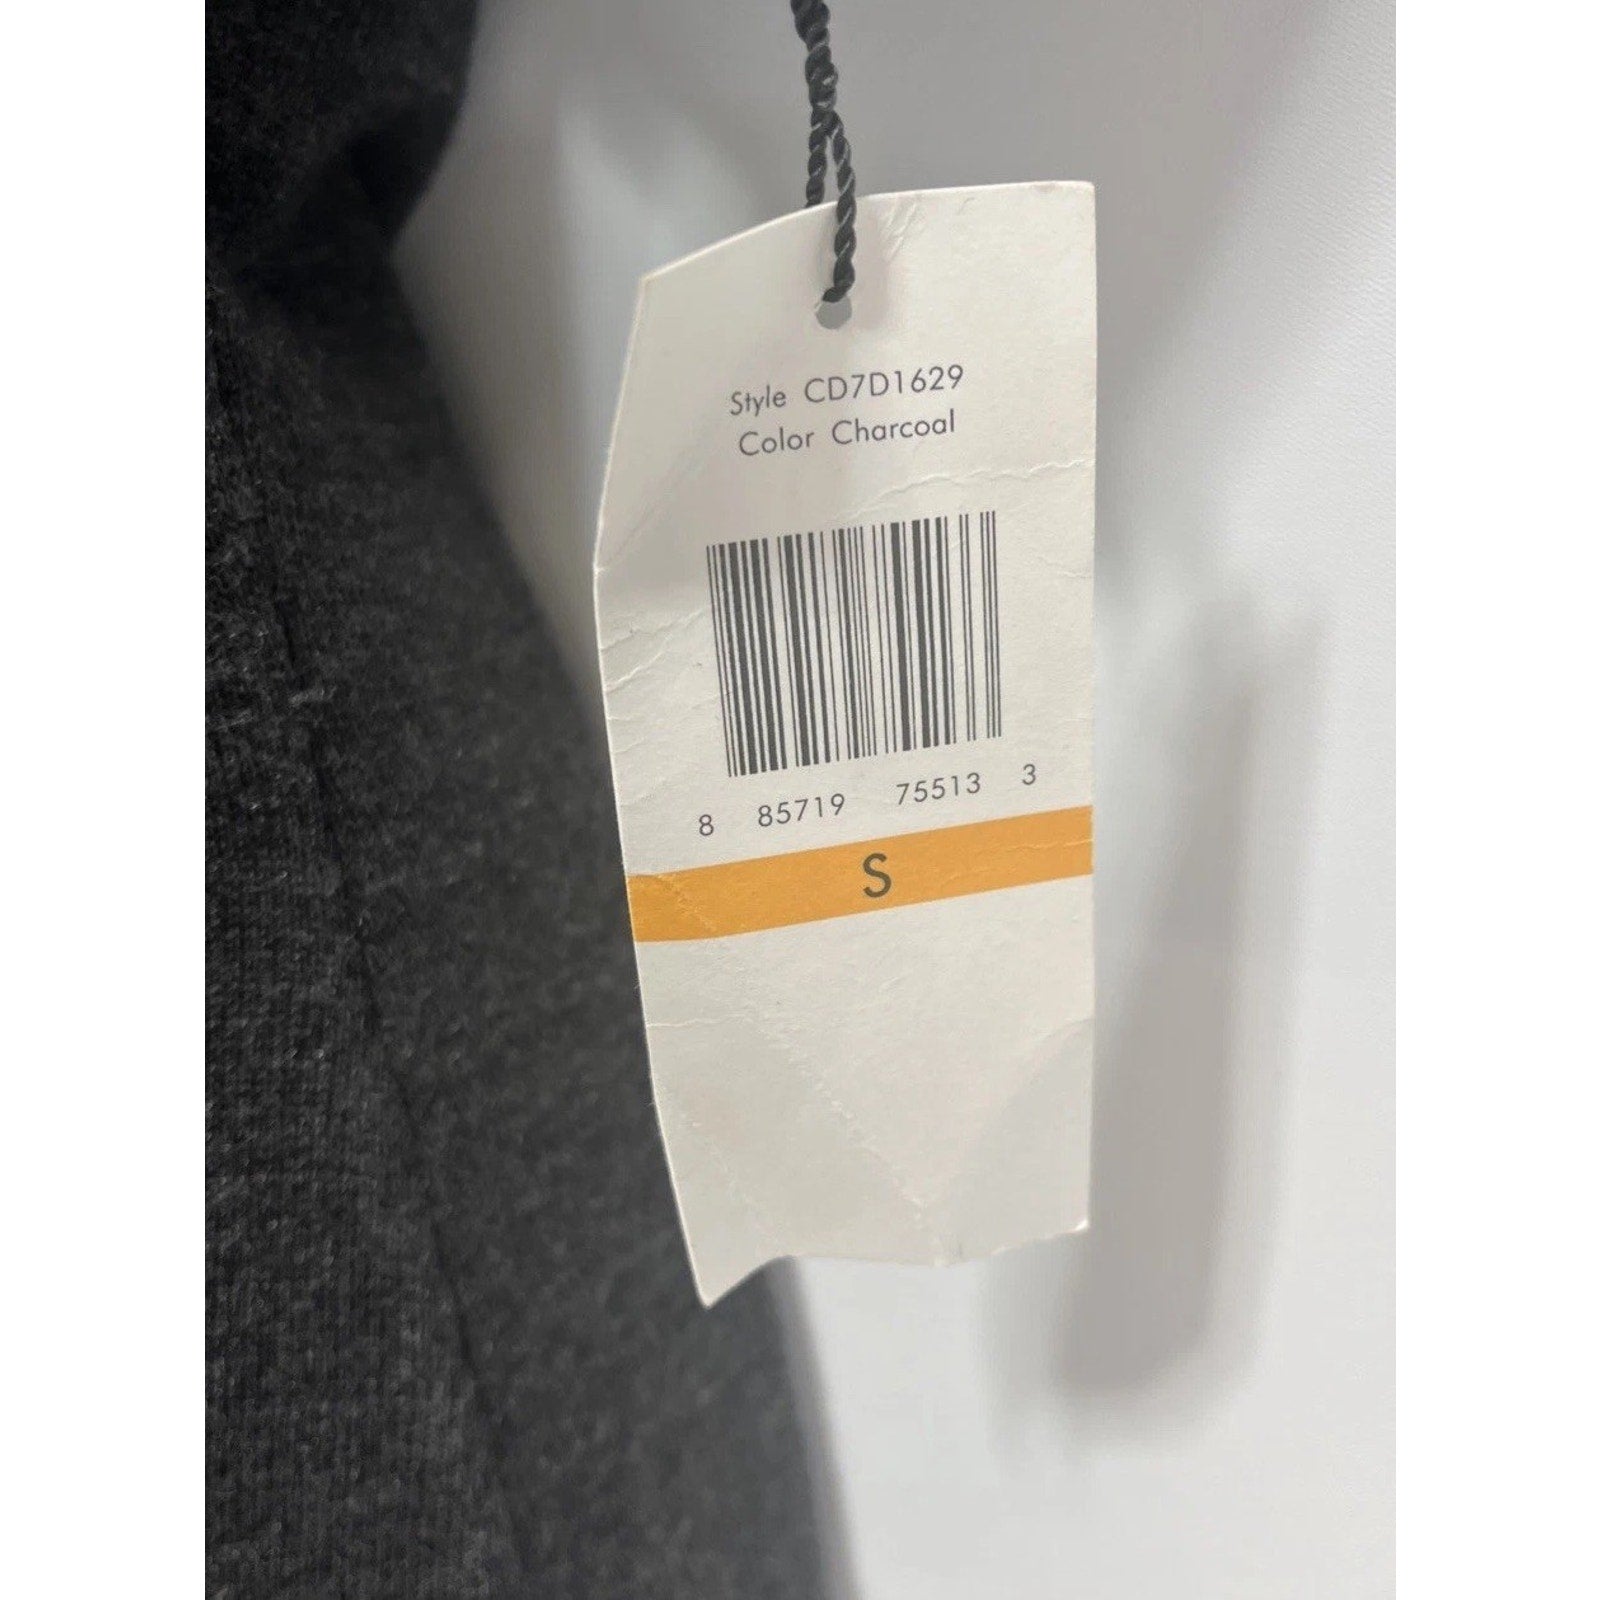 Style CD7D1629
Color Charcoal
8 85719 75513 3
S